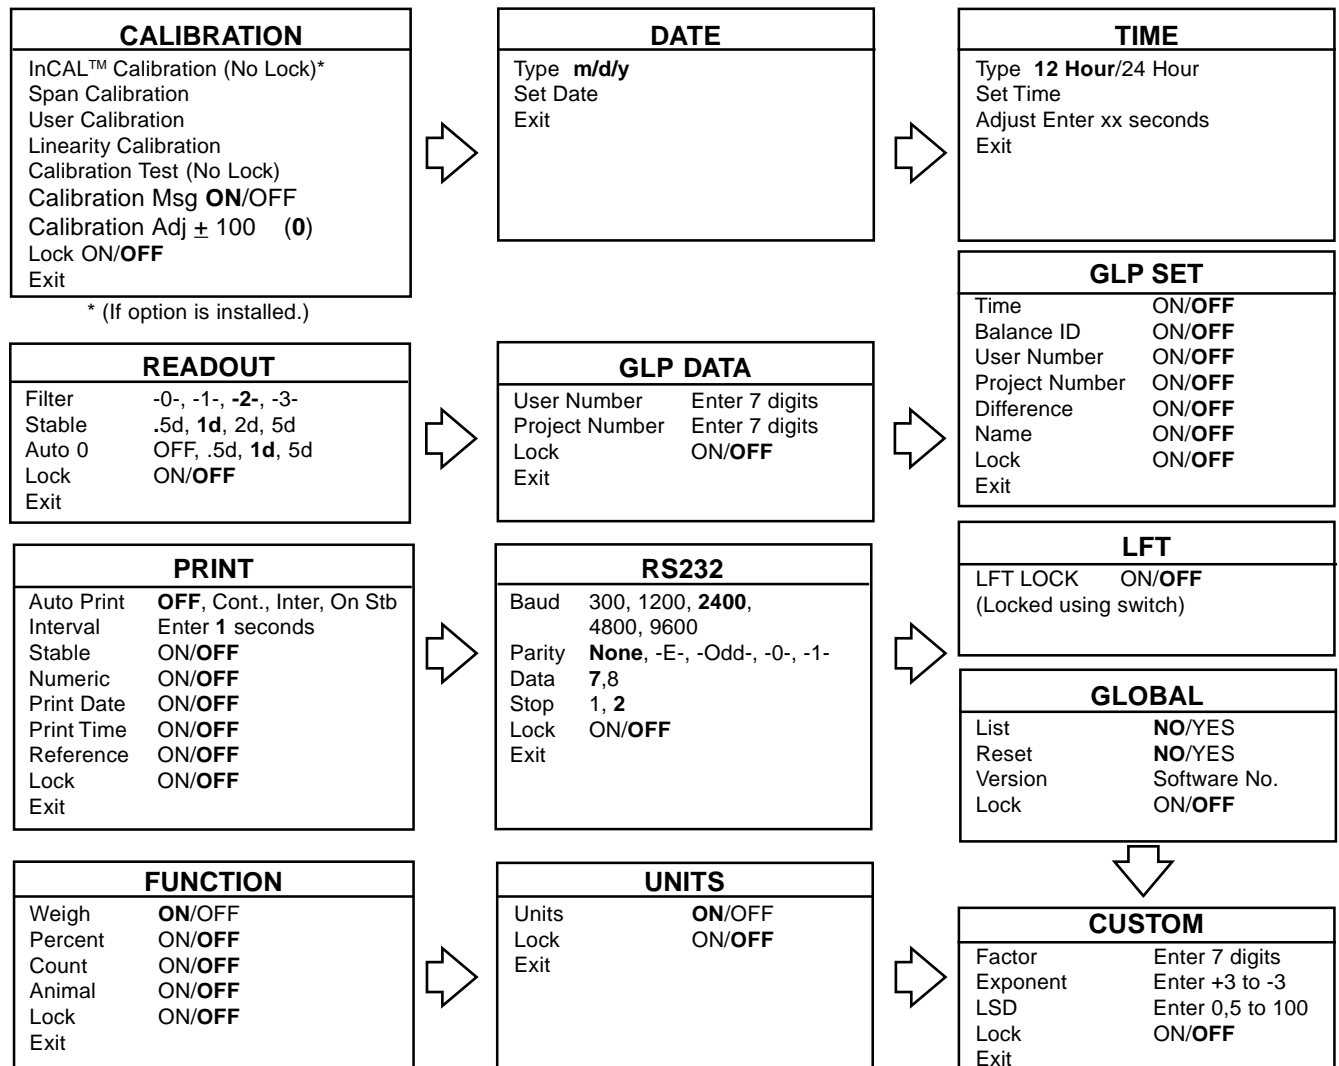 CALIBRATION
InCAL™ Calibration (No Lock)*
Span Calibration
User Calibration
Linearity Calibration
Calibration Test (No Lock)
Calibration Msg ON/OFF
Calibration Adj ± 100 (0)
Lock ON/OFF
Exit
* (If option is installed.)
DATE
Type m/d/y
Set Date
Exit
TIME
Type 12 Hour/24 Hour
Set Time
Adjust Enter xx seconds
Exit
READOUT
Filter -0-, -1-, -2-, -3-
Stable .5d, 1d, 2d, 5d
Auto 0 OFF, .5d, 1d, 5d
Lock ON/OFF
Exit
GLP DATA
User Number Enter 7 digits
Project Number Enter 7 digits
Lock ON/OFF
Exit
GLP SET
Time ON/OFF
Balance ID ON/OFF
User Number ON/OFF
Project Number ON/OFF
Difference ON/OFF
Name ON/OFF
Lock ON/OFF
Exit
PRINT
Auto Print OFF, Cont., Inter, On Stb
Interval Enter 1 seconds
Stable ON/OFF
Numeric ON/OFF
Print Date ON/OFF
Print Time ON/OFF
Reference ON/OFF
Lock ON/OFF
Exit
RS232
Baud 300, 1200, 2400,
4800, 9600
Parity None, -E-, -Odd-, -0-, -1-
Data 7,8
Stop 1, 2
Lock ON/OFF
Exit
LFT
LFT LOCK ON/OFF
(Locked using switch)
GLOBAL
List NO/YES
Reset NO/YES
Version Software No.
Lock ON/OFF
FUNCTION
Weigh ON/OFF
Percent ON/OFF
Count ON/OFF
Animal ON/OFF
Lock ON/OFF
Exit
UNITS
Units ON/OFF
Lock ON/OFF
Exit
CUSTOM
Factor Enter 7 digits
Exponent Enter +3 to -3
LSD Enter 0,5 to 100
Lock ON/OFF
Exit